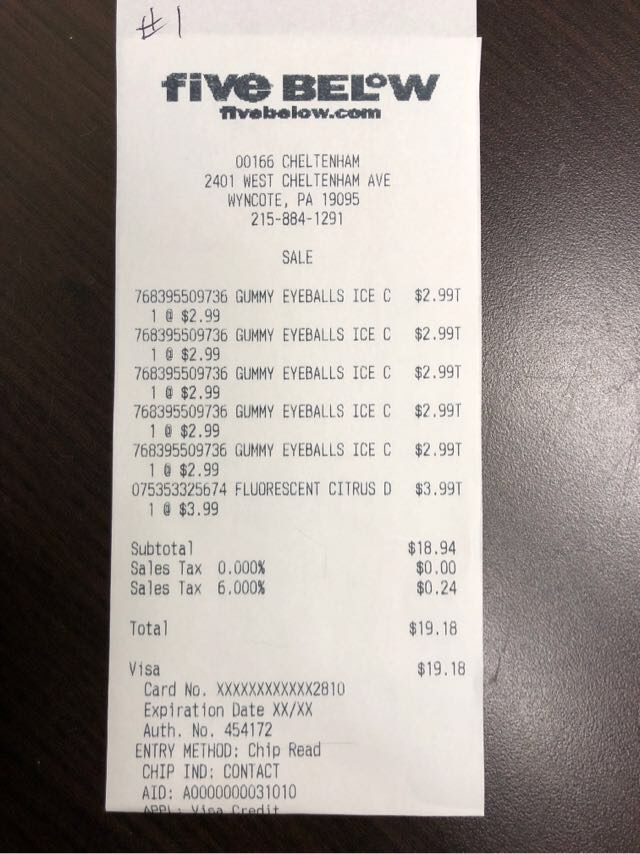 #1
five BELOW
fivebelow.com
00166 CHELTENHAM
2401 WEST CHELTENHAM AVE
WYNCOTE, PA 19095
215-884-1291
SALE
768395509736 GUMMY EYEBALLS ICE C $2.99T
1 @ $2.99
768395509736 GUMMY EYEBALLS ICE C $2.99T
1 @ $2.99
768395509736 GUMMY EYEBALLS ICE C $2.99T
1 @ $2.99
768395509736 GUMMY EYEBALLS ICE C $2.99T
1 @ $2.99
768395509736 GUMMY EYEBALLS ICE C $2.99T
1 @ $2.99
075353325674 FLUORESCENT CITRUS D $3.99T
1 @ $3.99
Subtotal $18.94
Sales Tax 0.000% $0.00
Sales Tax 6.000% $0.24
Total $19.18
Visa $19.18
Card No. XXXXXXXXXXXX2810
Expiration Date XX/XX
Auth. No. 454172
ENTRY METHOD: Chip Read
CHIP IND: CONTACT
AID: A0000000031010
APPL: Visa Credit